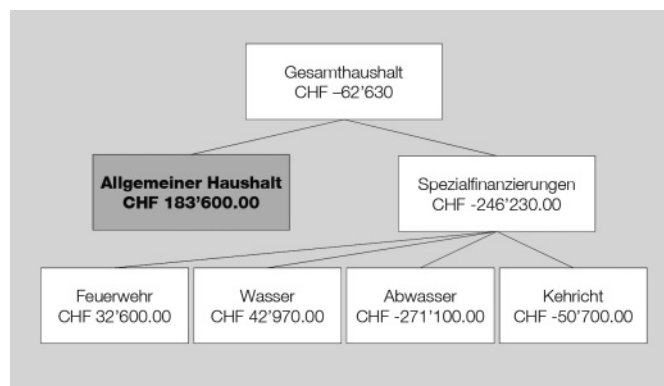 Gesamthaushalt
CHF –62’630
Allgemeiner Haushalt
CHF 183’600.00
Spezialfinanzierungen
CHF -246’230.00
Feuerwehr
CHF 32’600.00
Wasser
CHF 42’970.00
Abwasser
CHF -271’100.00
Kehricht
CHF -50’700.00